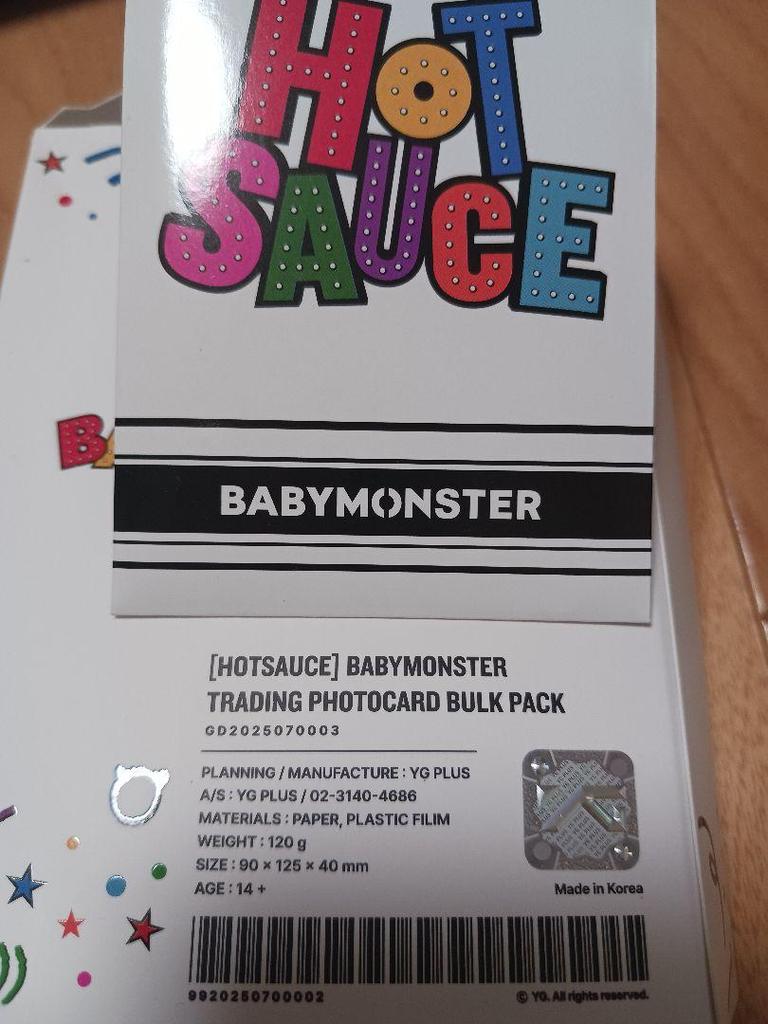 HOT
SAUCE
BA
BABYMONSTER
[HOTSAUCE] BABYMONSTER
TRADING PHOTOCARD BULK PACK
GD2025070003
PLANNING / MANUFACTURE : YG PLUS
A/S : YG PLUS / 02-3140-4686
MATERIALS : PAPER, PLASTIC FILIM
WEIGHT : 120 g
SIZE : 90 × 125 × 40 mm
AGE : 14 +
Made in Korea
9920250700002
© YG. All rights reserved.